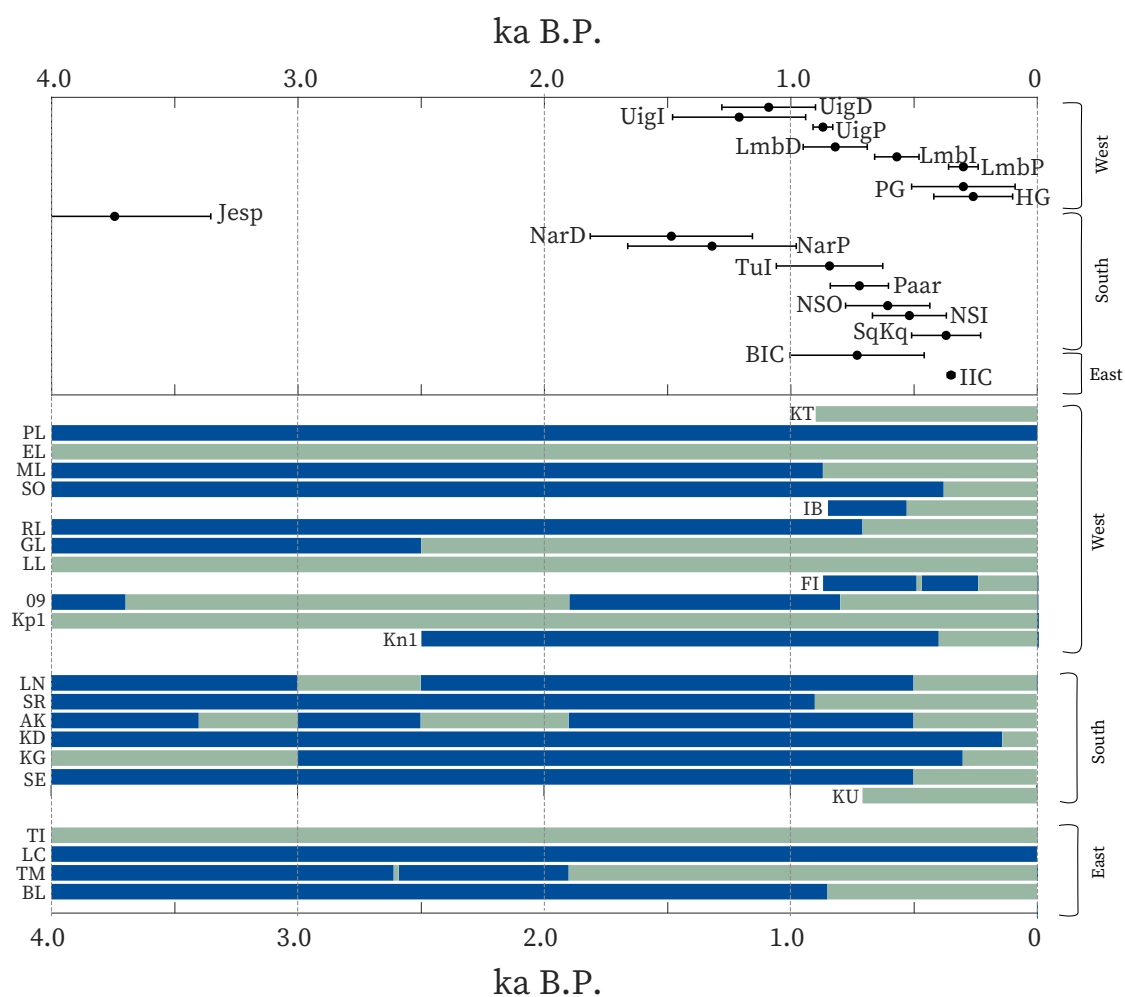 ka B.P.
4.0 3.0 2.0 1.0 0
UigD
UigI
UigP
LmbD
LmbI
LmbP
PG
HG
West
Jesp
NarD
NarP
TuI
Paar
NSO
NSI
SqKq
South
BIC
IIC
East
KT
PL
EL
ML
SO
IB
RL
GL
LL
FI
09
Kp1
Kn1
West
LN
SR
AK
KD
KG
SE
KU
South
TI
LC
TM
BL
East
4.0 3.0 2.0 1.0 0
ka B.P.